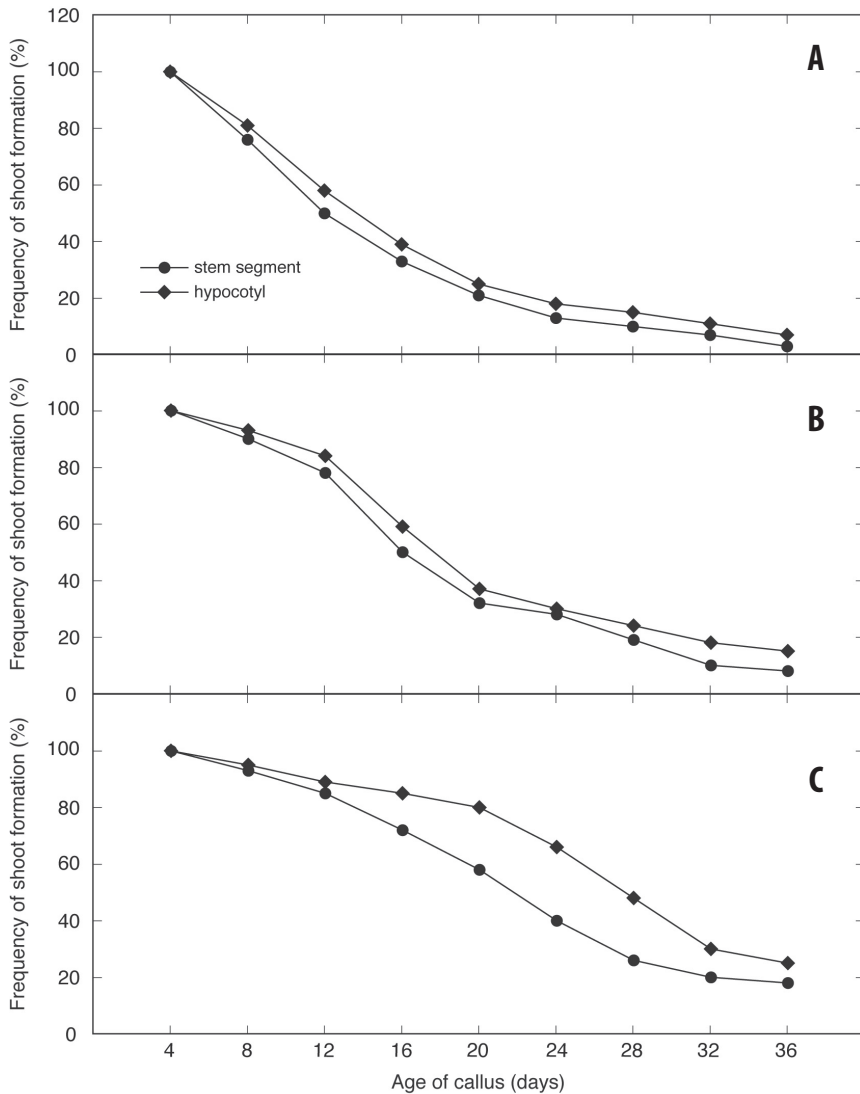 120
100
80
60
40
20
0
Frequency of shoot formation (%)
A
stem segment
hypocotyl
100
80
60
40
20
0
Frequency of shoot formation (%)
B
100
80
60
40
20
0
Frequency of shoot formation (%)
C
4 8 12 16 20 24 28 32 36
Age of callus (days)